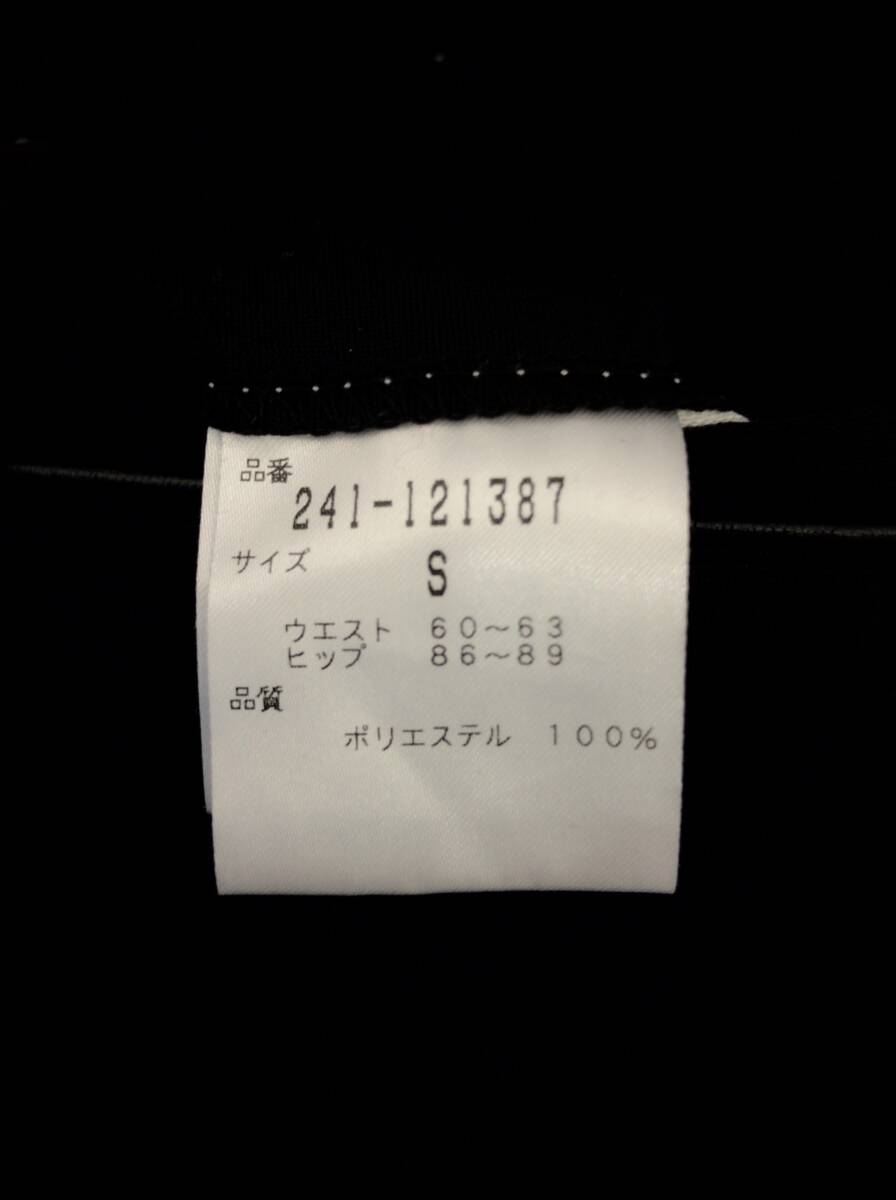 品番
241-121387
サイズ S
ウエスト 60～63
ヒップ 86～89
品質
ポリエステル 100%